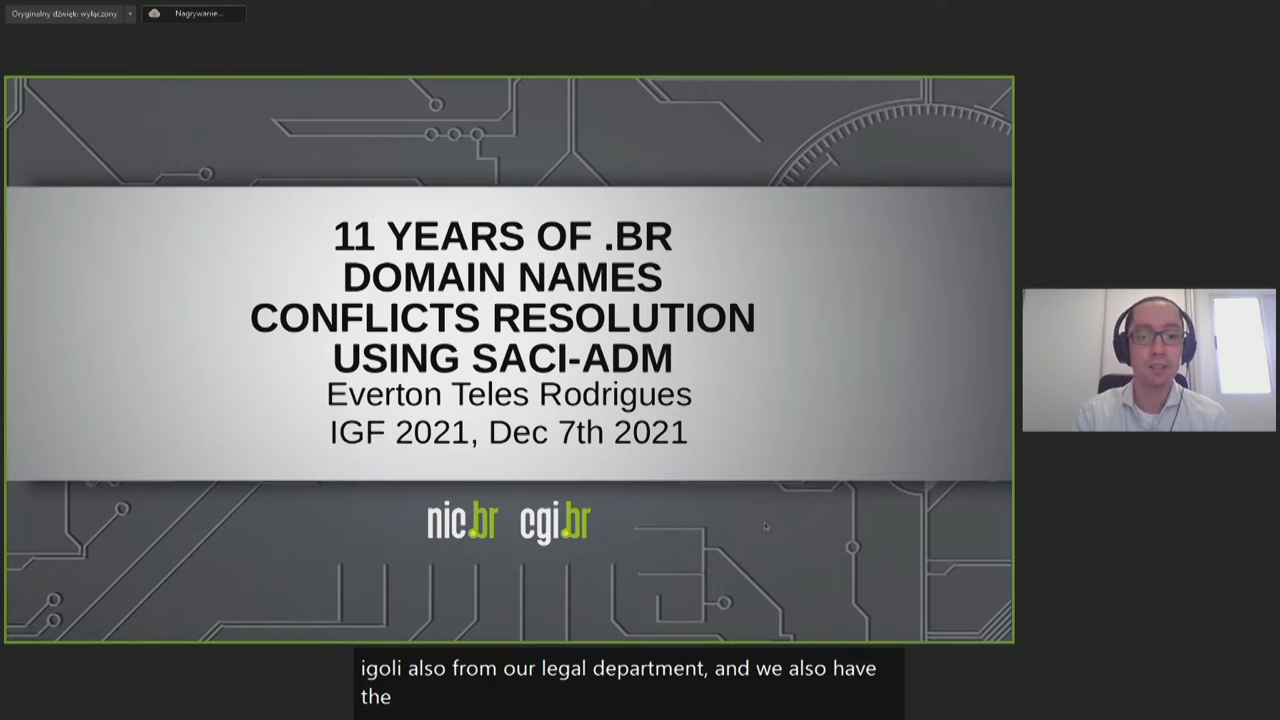 Oryginalny dźwięk: wyłączony
Nagrywanie...
11 YEARS OF .BR
DOMAIN NAMES
CONFLICTS RESOLUTION
USING SACI-ADM
Everton Teles Rodrigues
IGF 2021, Dec 7th 2021
nic.br cgi.br
igoli also from our legal department, and we also have
the